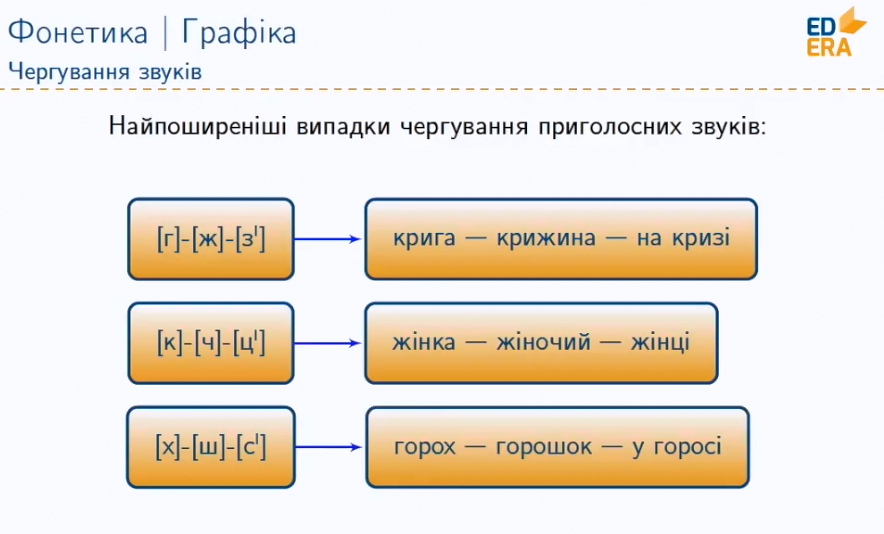 Фонетика | Графіка
ED
ERA
Чергування звуків
Найпоширеніші випадки чергування приголосних звуків:
[г]-[ж]-[з']
крига — крижина — на кризі
[к]-[ч]-[ц']
жінка — жіночий — жінці
[х]-[ш]-[с']
горох — горошок — у горосі